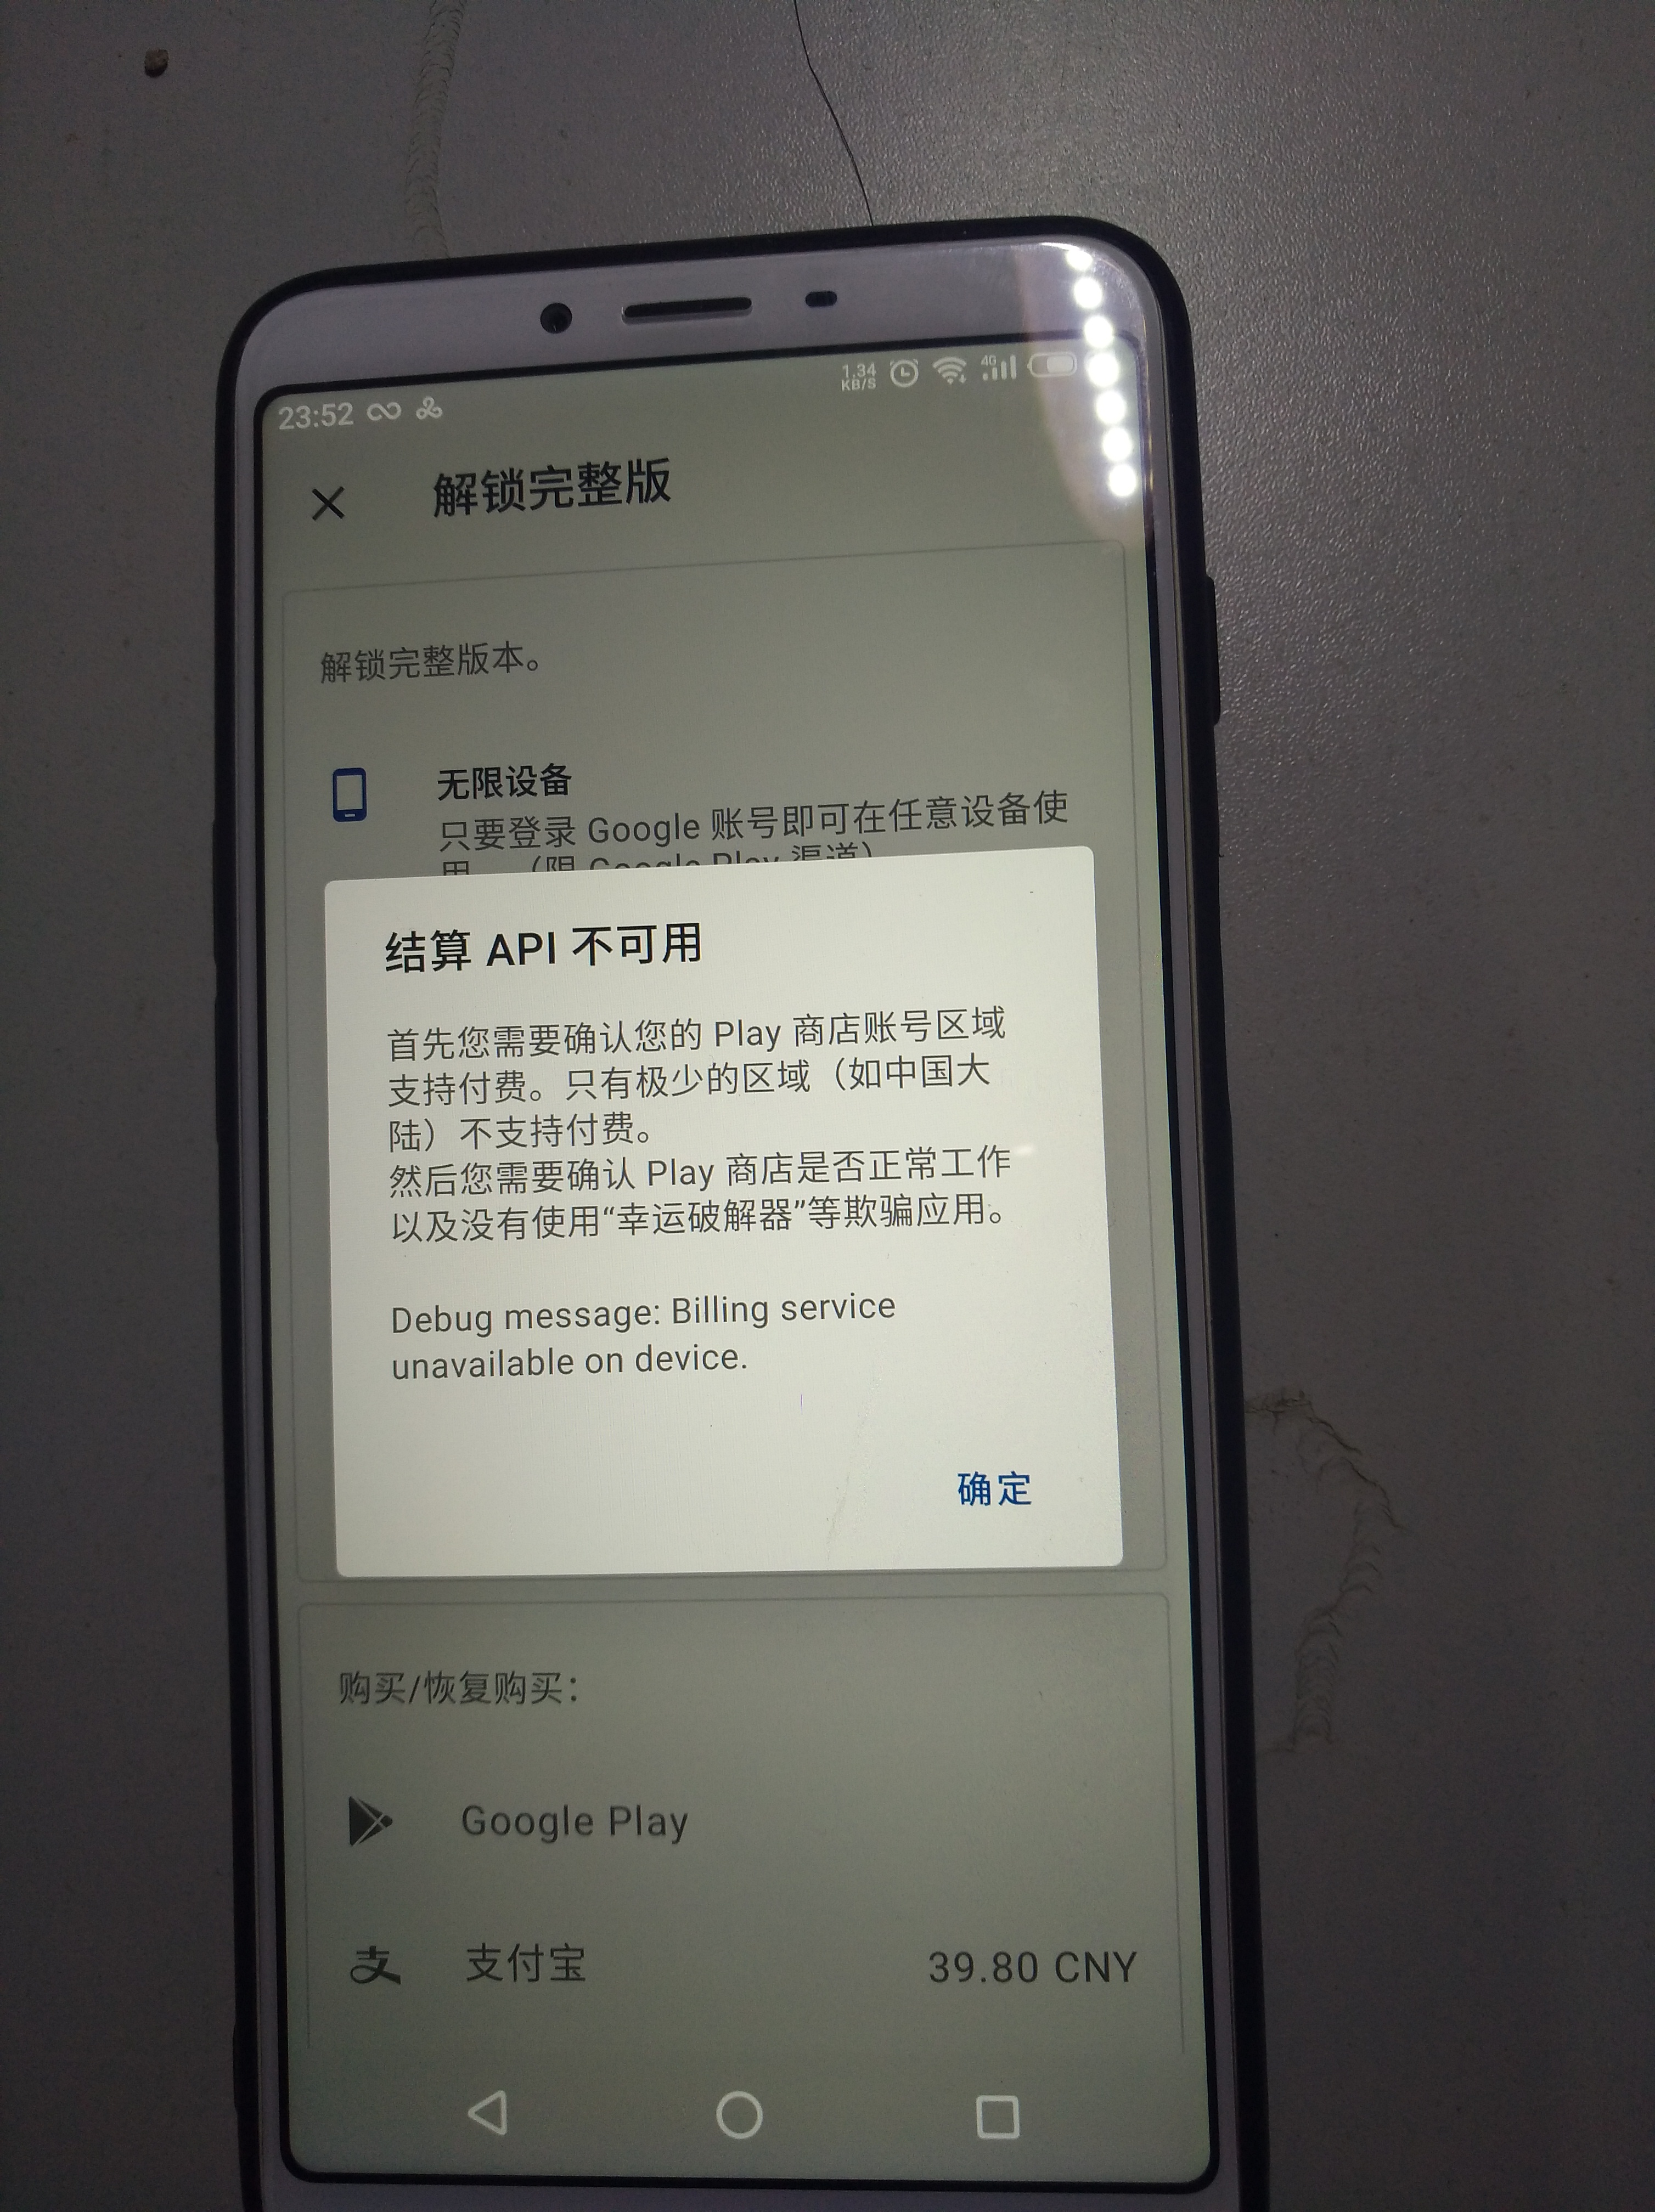 1.34
KB/S
4G
23:52
解锁完整版
解锁完整版本。
无限设备
只要登录 Google 账号即可在任意设备使
用。（限 Google Play 渠道）
结算 API 不可用
首先您需要确认您的 Play 商店账号区域
支持付费。只有极少的区域（如中国大
陆）不支持付费。
然后您需要确认 Play 商店是否正常工作
以及没有使用“幸运破解器”等欺骗应用。
Debug message: Billing service
unavailable on device.
确定
购买/恢复购买：
Google Play
支付宝 39.80 CNY